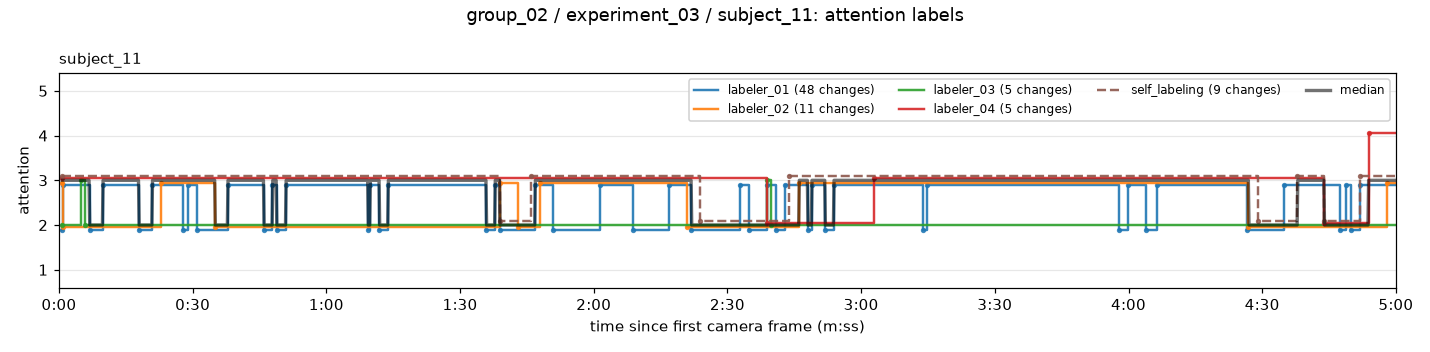 group_02 / experiment_03 / subject_11: attention labels
subject_11
labeler_01 (48 changes)
labeler_02 (11 changes)
labeler_03 (5 changes)
labeler_04 (5 changes)
self_labeling (9 changes)
median
attention
5
4
3
2
1
0:00 0:30 1:00 1:30 2:00 2:30 3:00 3:30 4:00 4:30 5:00
time since first camera frame (m:ss)